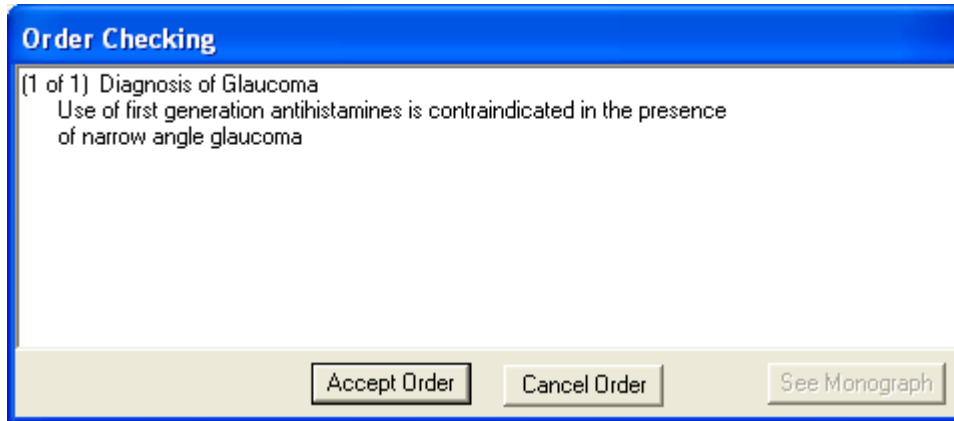 Order Checking
(1 of 1) Diagnosis of Glaucoma
Use of first generation antihistamines is contraindicated in the presence
of narrow angle glaucoma
Accept Order
Cancel Order
See Monograph